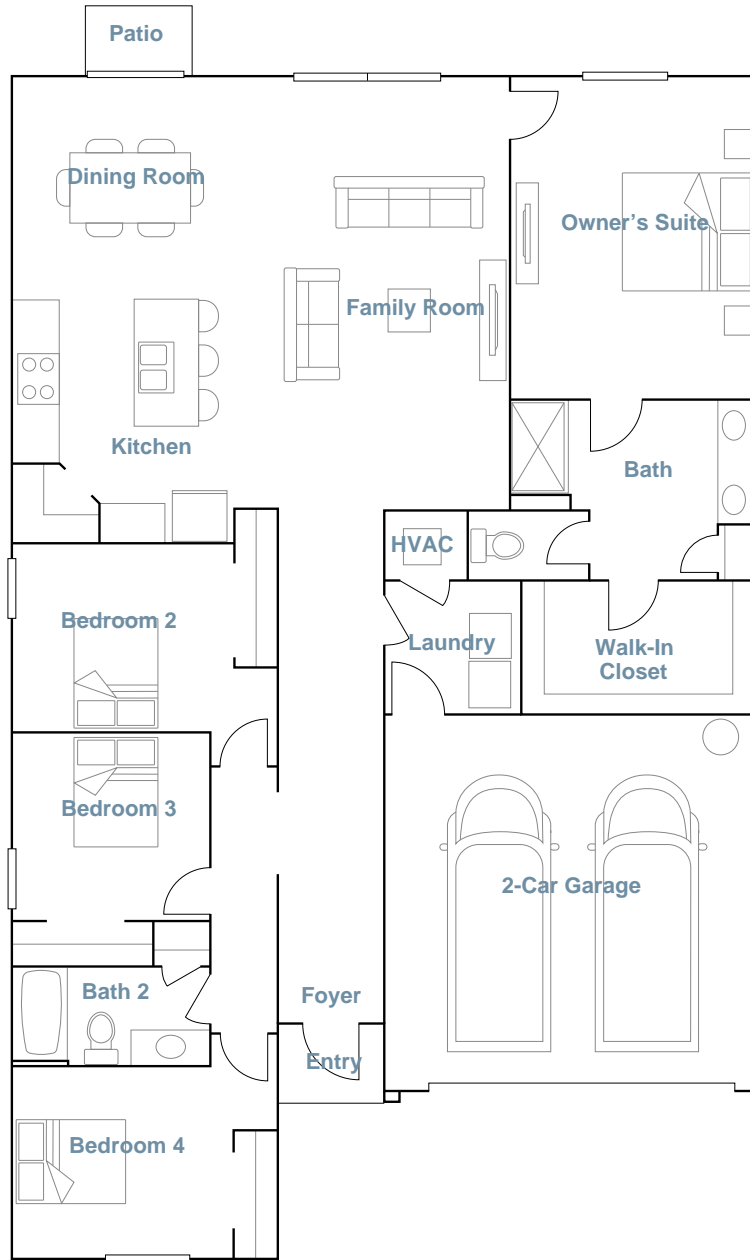 Patio
Dining Room
Owner's Suite
Family Room
Kitchen
Bath
HVAC
Bedroom 2
Laundry
Walk-In
Closet
Bedroom 3
2-Car Garage
Bath 2
Foyer
Entry
Bedroom 4